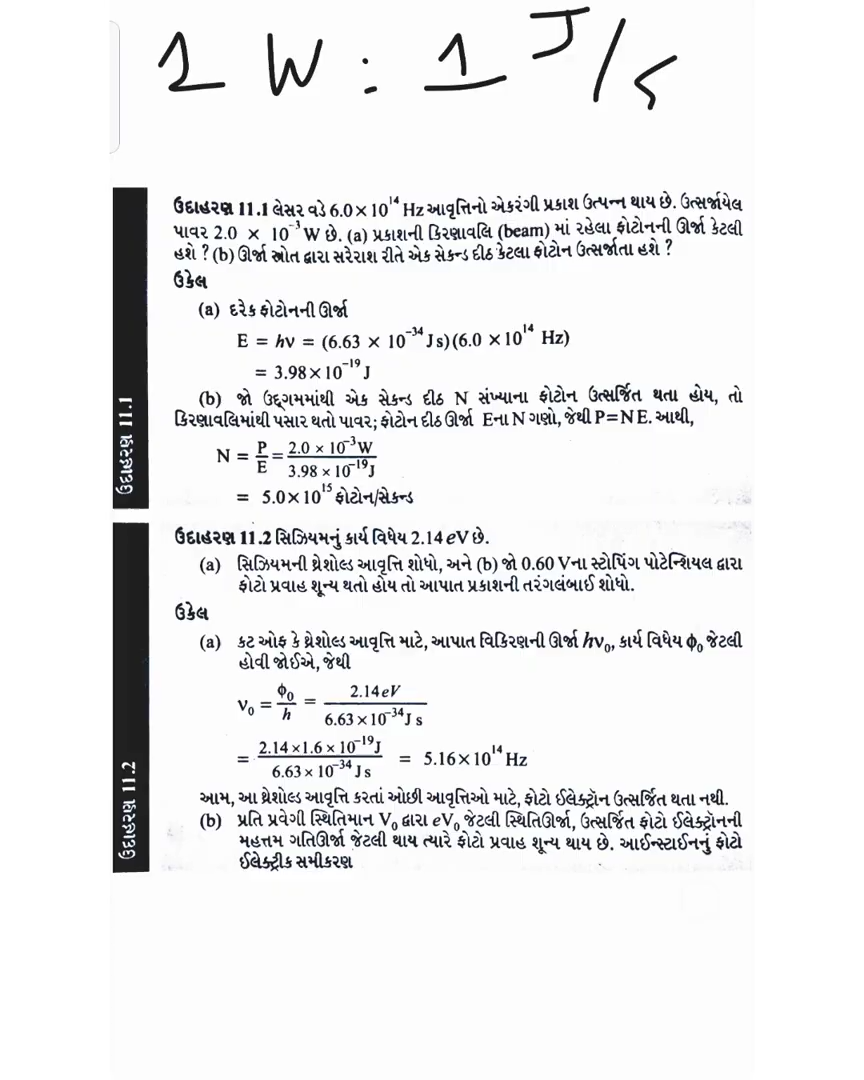 1 W : 1 J/s
ઉદાહરણ 11.1 લેસર વડે 6.0 × 10¹⁴ Hz આવૃત્તિનો એકરંગી પ્રકાશ ઉત્પન્ન થાય છે. ઉત્સર્જાયેલ
પાવર 2.0 × 10⁻³ W છે. (a) પ્રકાશની કિરણાવલિ (beam) માં રહેલા ફોટોનની ઊર્જા કેટલી
હશે ? (b) ઊર્જા સ્રોત દ્વારા સરેરાશ રીતે એક સેકન્ડ દીઠ કેટલા ફોટોન ઉત્સર્જાતા હશે ?
ઉકેલ
(a) દરેક ફોટોનની ઊર્જા
E = hν = (6.63 × 10⁻³⁴ J s) (6.0 × 10¹⁴ Hz)
= 3.98 × 10⁻¹⁹ J
(b) જો ઉદ્‌ગમમાંથી એક સેકન્ડ દીઠ N સંખ્યાના ફોટોન ઉત્સર્જિત થતા હોય, તો
કિરણાવલિમાંથી પસાર થતો પાવર; ફોટોન દીઠ ઊર્જા Eના N ગણો, જેથી P = N E. આથી,
N = P/E = 2.0 × 10⁻³ W / 3.98 × 10⁻¹⁹ J
= 5.0 × 10¹⁵ ફોટોન/સેકન્ડ
ઉદાહરણ 11.1
ઉદાહરણ 11.2 સિઝિયમનું કાર્ય વિધેય 2.14 eV છે.
(a) સિઝિયમની થ્રેશોલ્ડ આવૃત્તિ શોધો, અને (b) જો 0.60 Vના સ્ટોપિંગ પોટેન્શિયલ દ્વારા
ફોટો પ્રવાહ શૂન્ય થતો હોય તો આપાત પ્રકાશની તરંગલંબાઈ શોધો.
ઉકેલ
(a) કટ ઓફ કે થ્રેશોલ્ડ આવૃત્તિ માટે, આપાત વિકિરણની ઊર્જા hν₀, કાર્ય વિધેય ϕ₀ જેટલી
હોવી જોઈએ, જેથી
ν₀ = ϕ₀/h = 2.14 eV / 6.63 × 10⁻³⁴ J s
= 2.14 × 1.6 × 10⁻¹⁹ J / 6.63 × 10⁻³⁴ J s = 5.16 × 10¹⁴ Hz
આમ, આ થ્રેશોલ્ડ આવૃત્તિ કરતાં ઓછી આવૃત્તિઓ માટે, ફોટો ઈલેક્ટ્રૉન ઉત્સર્જિત થતા નથી.
(b) પ્રતિ પ્રવેગી સ્થિતિમાન V₀ દ્વારા eV₀ જેટલી સ્થિતિઊર્જા, ઉત્સર્જિત ફોટો ઈલેક્ટ્રૉનની
મહત્તમ ગતિઊર્જા જેટલી થાય ત્યારે ફોટો પ્રવાહ શૂન્ય થાય છે. આઈન્સ્ટાઈનનું ફોટો
ઈલેક્ટ્રીક સમીકરણ
ઉદાહરણ 11.2